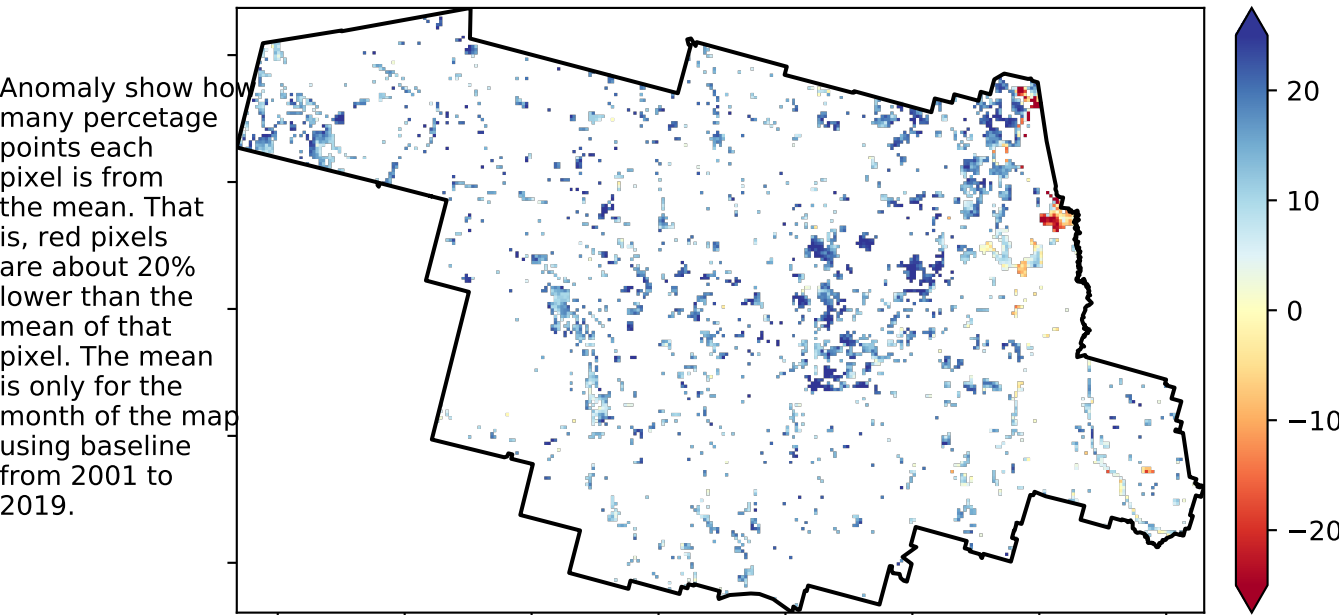 Anomaly show how
many percetage
points each
pixel is from
the mean. That
is, red pixels
are about 20%
lower than the
mean of that
pixel. The mean
is only for the
month of the map
using baseline
from 2001 to
2019.
20
10
0
−10
−20